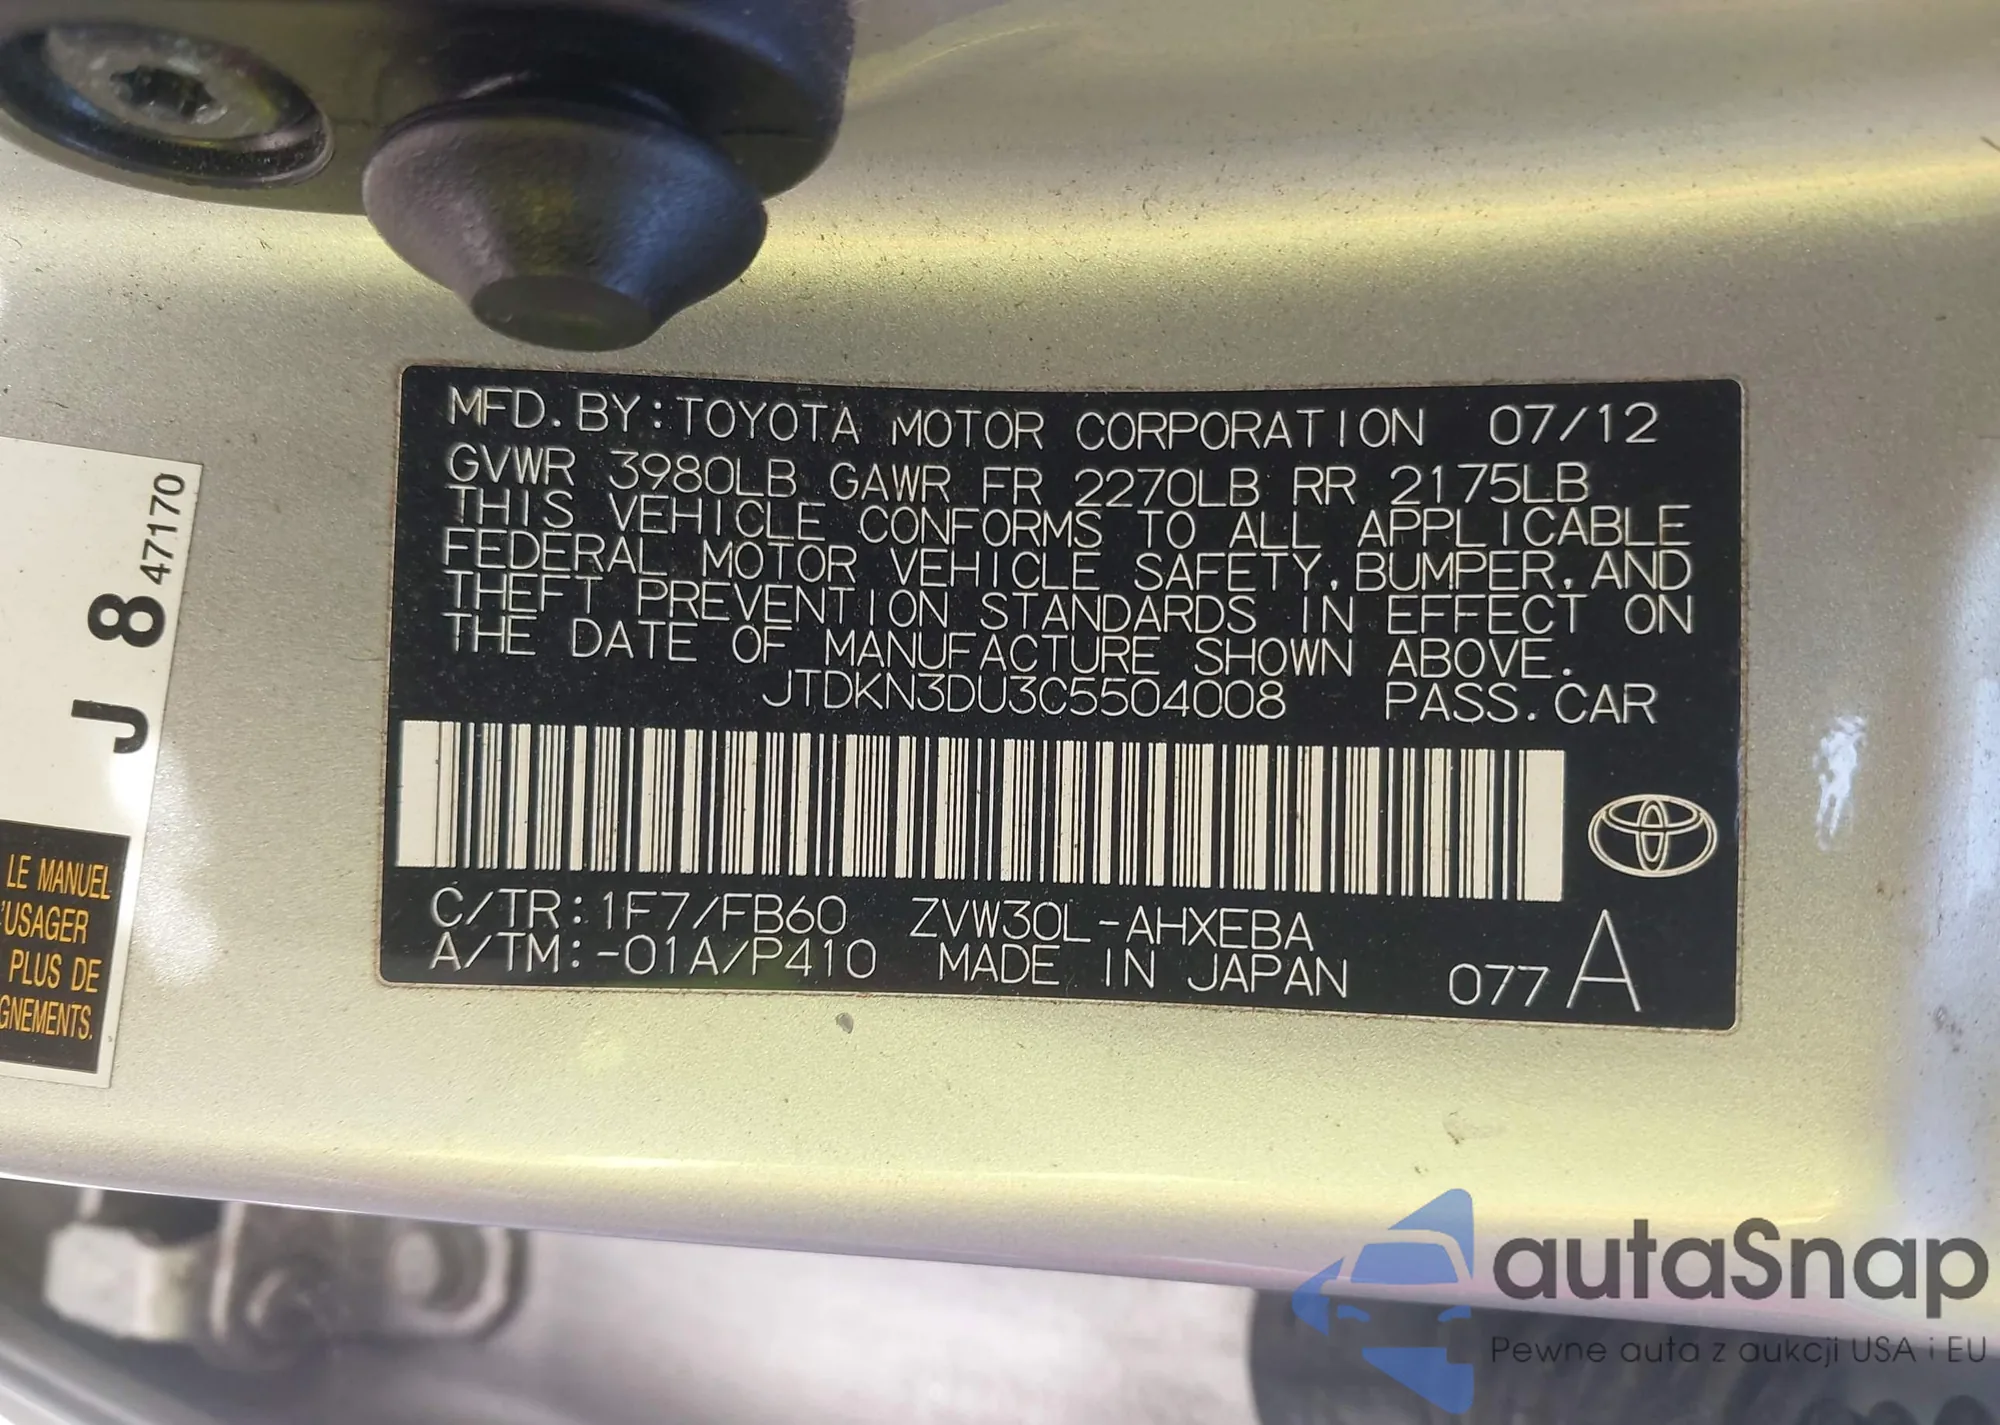 MFD. BY: TOYOTA MOTOR CORPORATION 07/12
GVWR 3980LB GAWR FR 2270LB RR 2175LB
THIS VEHICLE CONFORMS TO ALL APPLICABLE
FEDERAL MOTOR VEHICLE SAFETY, BUMPER, AND
THEFT PREVENTION STANDARDS IN EFFECT ON
THE DATE OF MANUFACTURE SHOWN ABOVE.
JTDKN3DU3C5504008 PASS. CAR
C/TR: 1F7/FB60 ZVW30L-AHXEBA
A/TM: -01A/P410 MADE IN JAPAN 077 A
J 8 47170
LE MANUEL
'USAGER
PLUS DE
GNEMENTS.
autaSnap
Pewne auta z aukcji USA i EU